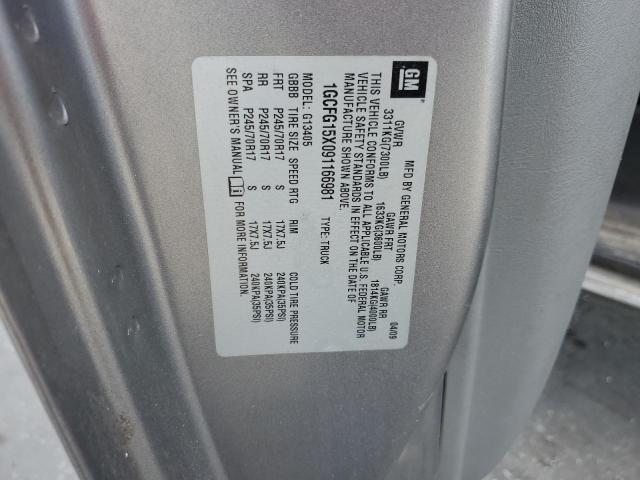 GM
MFD BY GENERAL MOTORS CORP. 04/09
GVWR GAWR FRT GAWR RR
3311KG(7300LB) 1633KG(3600LB) 1814KG(4000LB)
THIS VEHICLE CONFORMS TO ALL APPLICABLE U.S. FEDERAL MOTOR
VEHICLE SAFETY STANDARDS IN EFFECT ON THE DATE OF
MANUFACTURE SHOWN ABOVE.
1GCFG15X091166981 TYPE: TRUCK
MODEL: G13405
GBBB TIRE SIZE SPEED RTG RIM COLD TIRE PRESSURE
FRT P245/70R17 S 17X7.5J 240KPA(35PSI)
RR P245/70R17 S 17X7.5J 240KPA(35PSI)
SPA P245/70R17 S 17X7.5J 240KPA(35PSI)
SEE OWNER'S MANUAL FOR MORE INFORMATION.